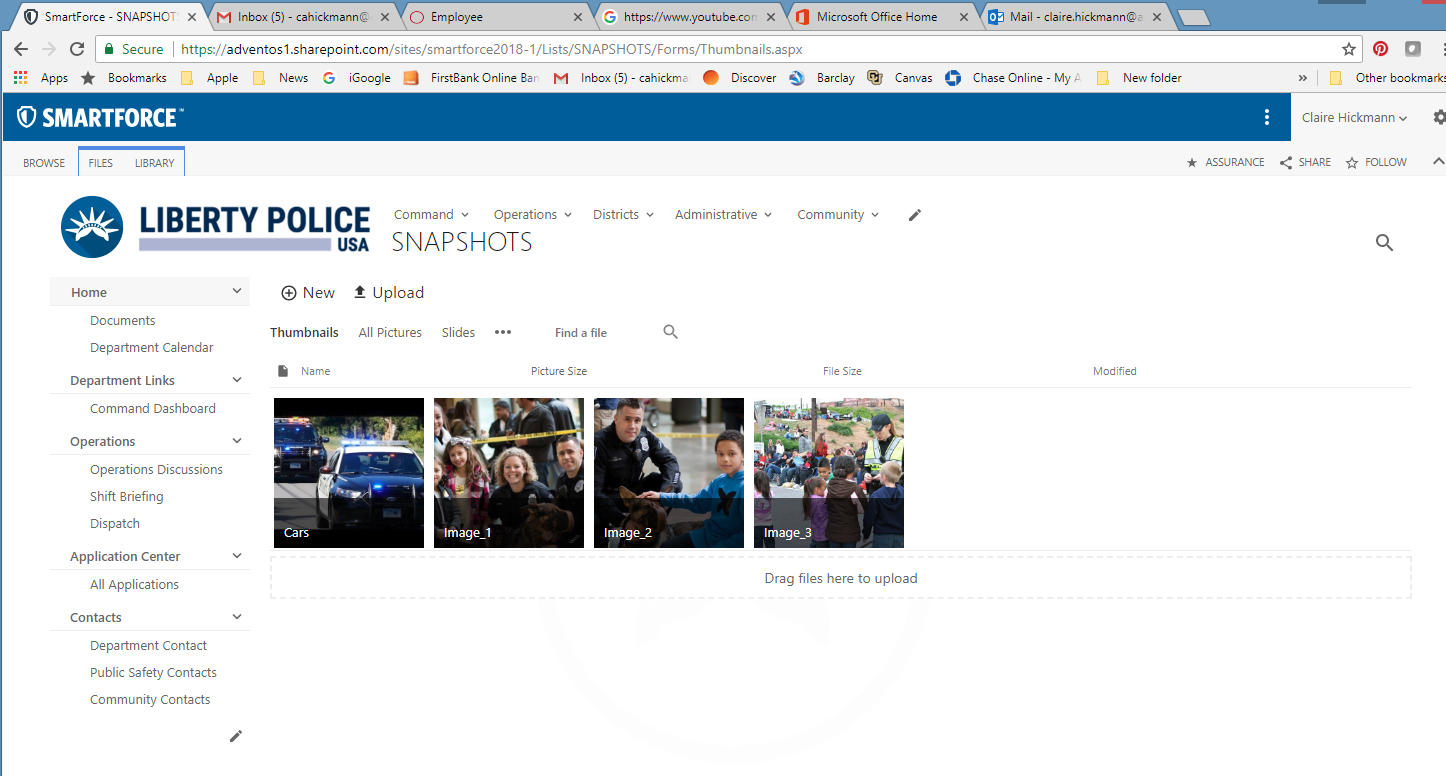 SmartForce - SNAPSHOTS
Inbox (5) - cahickmann@
Employee
https://www.youtube.com
Microsoft Office Home
Mail - claire.hickmann@a
Secure https://adventos1.sharepoint.com/sites/smartforce2018-1/Lists/SNAPSHOTS/Forms/Thumbnails.aspx
Apps Bookmarks Apple News iGoogle FirstBank Online Ban Inbox (5) - cahickma Discover Barclay Canvas Chase Online - My A New folder » Other bookmarks
SMARTFORCE™
Claire Hickmann
BROWSE FILES LIBRARY
ASSURANCE SHARE FOLLOW
LIBERTY POLICE
USA
Command Operations Districts Administrative Community
SNAPSHOTS
Home
Documents
Department Calendar
Department Links
Command Dashboard
Operations
Operations Discussions
Shift Briefing
Dispatch
Application Center
All Applications
Contacts
Department Contact
Public Safety Contacts
Community Contacts
New Upload
Thumbnails All Pictures Slides ••• Find a file
Name Picture Size File Size Modified
Cars Image_1 Image_2 Image_3
Drag files here to upload